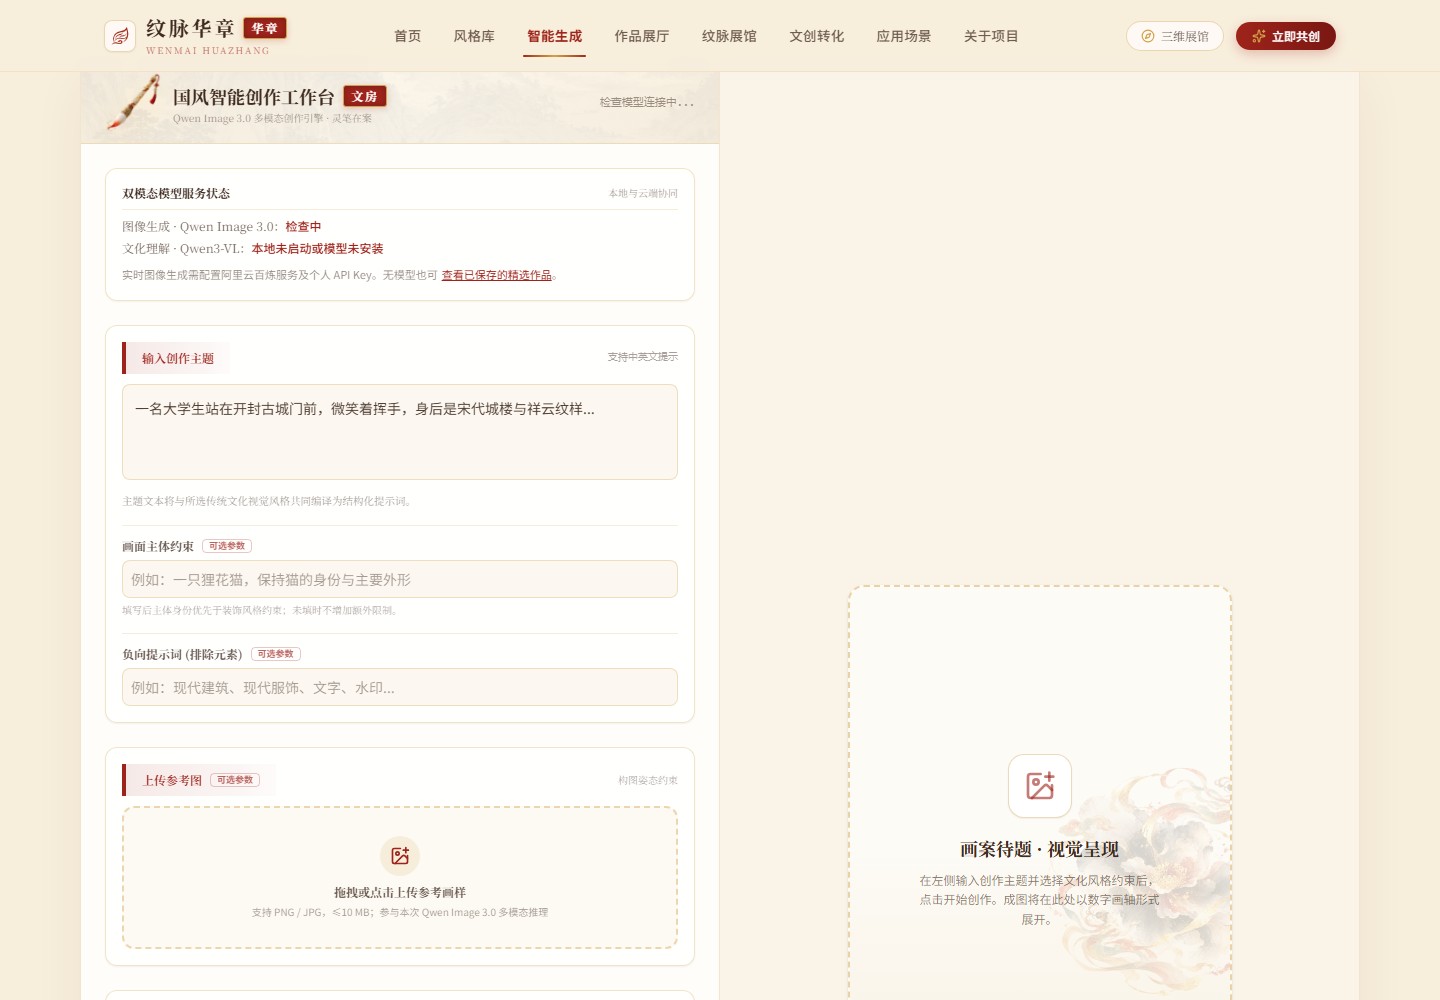 纹脉华章 华章
WENMAI HUAZHANG
首页 风格库 智能生成 作品展厅 纹脉展馆 文创转化 应用场景 关于项目
三维展馆 立即共创
国风智能创作工作台 文房
Qwen Image 3.0 多模态创作引擎 · 灵笔在案
检查模型连接中...
双模态模型服务状态
本地与云端协同
图像生成 · Qwen Image 3.0： 检查中
文化理解 · Qwen3-VL： 本地未启动或模型未安装
实时图像生成需配置阿里云百炼服务及个人 API Key。无模型也可 查看已保存的精选作品。
输入创作主题
支持中英文提示
一名大学生站在开封古城门前，微笑着挥手，身后是宋代城楼与祥云纹样...
主题文本将与所选传统文化视觉风格共同编译为结构化提示词。
画面主体约束 可选参数
例如：一只狸花猫，保持猫的身份与主要外形
填写后主体身份优先于装饰风格约束；未填时不增加额外限制。
负向提示词 (排除元素) 可选参数
例如：现代建筑、现代服饰、文字、水印...
上传参考图 可选参数
构图姿态约束
拖拽或点击上传参考画样
支持 PNG / JPG，≤10 MB；参与本次 Qwen Image 3.0 多模态推理
画案待题 · 视觉呈现
在左侧输入创作主题并选择文化风格约束后，
点击开始创作。成图将在此处以数字画轴形式
展开。